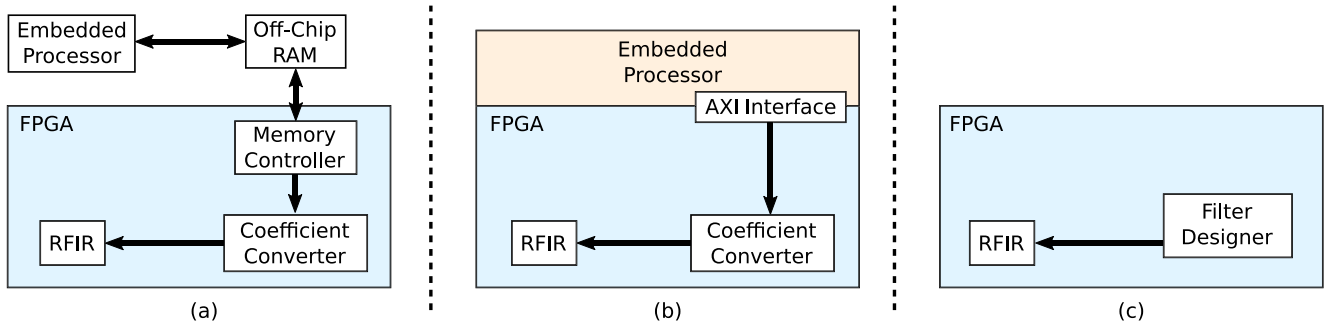 Embedded
Processor
Off-Chip
RAM
FPGA
Memory
Controller
RFIR
Coefficient
Converter
(a)
Embedded
Processor
AXI Interface
FPGA
RFIR
Coefficient
Converter
(b)
FPGA
Filter
Designer
RFIR
(c)